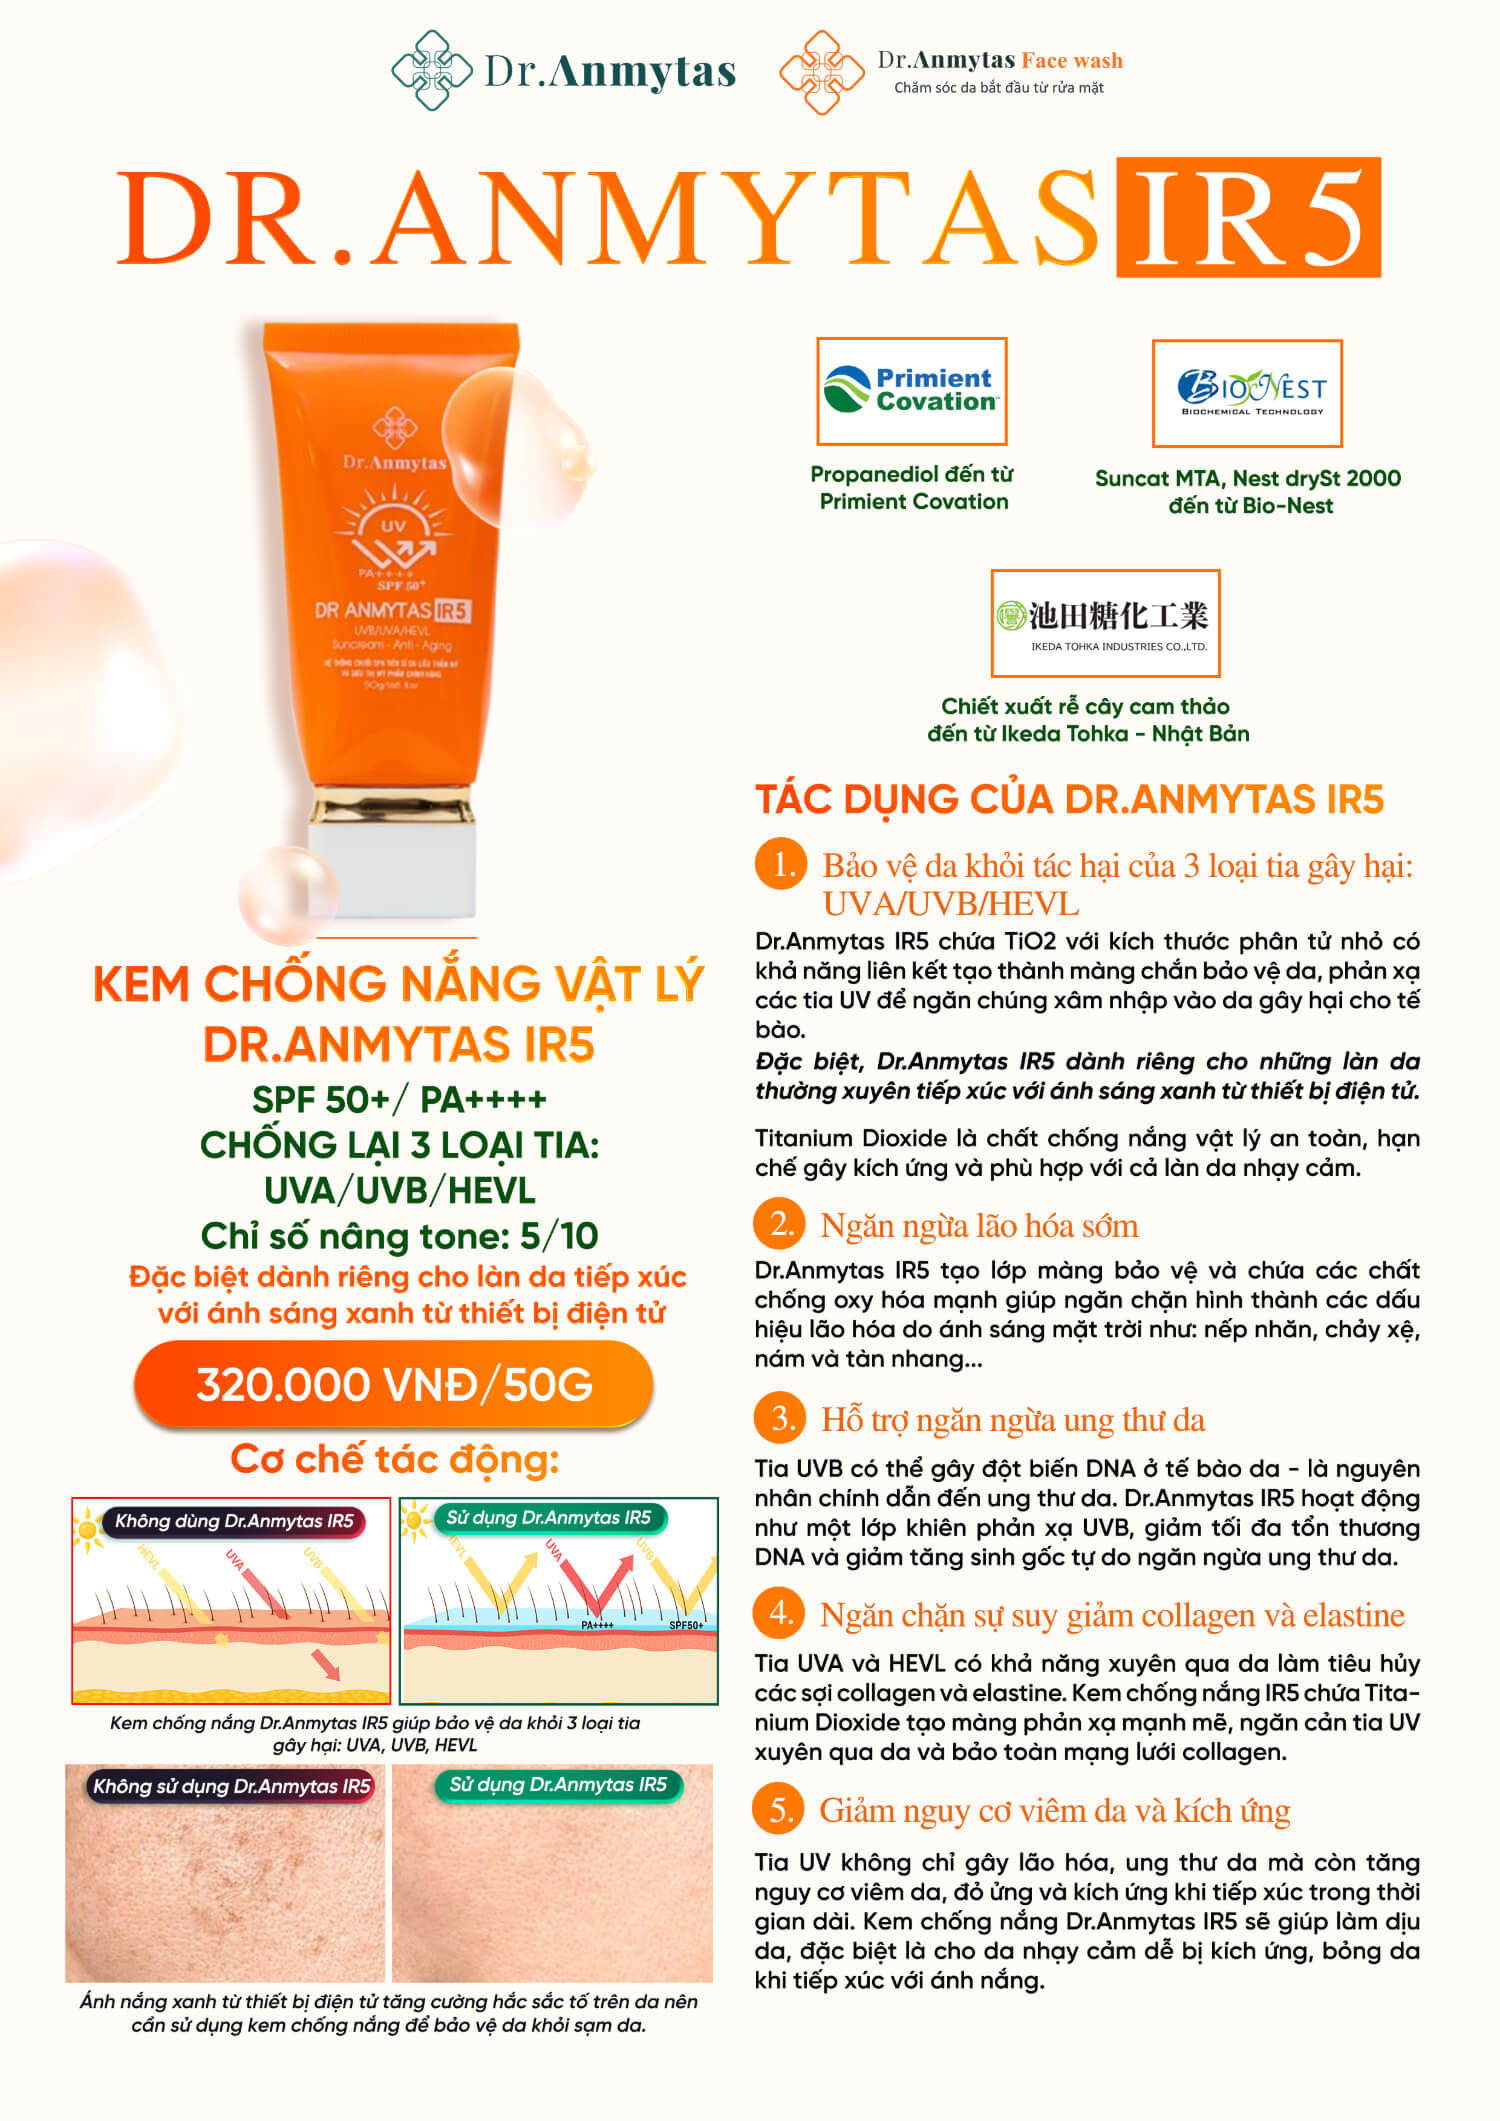 Dr.Anmytas
Dr.Anmytas Face wash
Chăm sóc da bắt đầu từ rửa mặt
DR.ANMYTAS IR5
Dr.Anmytas
UV
PA++++
SPF 50+
DR ANMYTAS IR5
UVB/UVA/HEVL
Suncream - Anti - Aging
HỆ THỐNG CHUỖI SPA TIẾN SĨ DA LIỄU THẨM MỸ
VÀ SIÊU THỊ MỸ PHẨM CHÍNH HÃNG
Primient
Covation
Propanediol đến từ
Primient Covation
BIONEST
BIOCHEMICAL TECHNOLOGY
Suncat MTA, Nest drySt 2000
đến từ Bio-Nest
池田糖化工業
IKEDA TOHKA INDUSTRIES CO.,LTD.
Chiết xuất rễ cây cam thảo
đến từ Ikeda Tohka - Nhật Bản
KEM CHỐNG NẮNG VẬT LÝ
DR.ANMYTAS IR5
SPF 50+/ PA++++
CHỐNG LẠI 3 LOẠI TIA:
UVA/UVB/HEVL
Chỉ số nâng tone: 5/10
Đặc biệt dành riêng cho làn da tiếp xúc
với ánh sáng xanh từ thiết bị điện tử
320.000 VNĐ/50G
Cơ chế tác động:
Không dùng Dr.Anmytas IR5
HEVL
UVA
UVB
Sử dụng Dr.Anmytas IR5
HEVL
UVA
UVB
PA++++
SPF50+
Kem chống nắng Dr.Anmytas IR5 giúp bảo vệ da khỏi 3 loại tia
gây hại: UVA, UVB, HEVL
Không sử dụng Dr.Anmytas IR5
Sử dụng Dr.Anmytas IR5
Ánh nắng xanh từ thiết bị điện tử tăng cường hắc sắc tố trên da nên
cần sử dụng kem chống nắng để bảo vệ da khỏi sạm da.
TÁC DỤNG CỦA DR.ANMYTAS IR5
1. Bảo vệ da khỏi tác hại của 3 loại tia gây hại:
UVA/UVB/HEVL
Dr.Anmytas IR5 chứa TiO2 với kích thước phân tử nhỏ có
khả năng liên kết tạo thành màng chắn bảo vệ da, phản xạ
các tia UV để ngăn chúng xâm nhập vào da gây hại cho tế
bào.
Đặc biệt, Dr.Anmytas IR5 dành riêng cho những làn da
thường xuyên tiếp xúc với ánh sáng xanh từ thiết bị điện tử.
Titanium Dioxide là chất chống nắng vật lý an toàn, hạn
chế gây kích ứng và phù hợp với cả làn da nhạy cảm.
2. Ngăn ngừa lão hóa sớm
Dr.Anmytas IR5 tạo lớp màng bảo vệ và chứa các chất
chống oxy hóa mạnh giúp ngăn chặn hình thành các dấu
hiệu lão hóa do ánh sáng mặt trời như: nếp nhăn, chảy xệ,
nám và tàn nhang...
3. Hỗ trợ ngăn ngừa ung thư da
Tia UVB có thể gây đột biến DNA ở tế bào da - là nguyên
nhân chính dẫn đến ung thư da. Dr.Anmytas IR5 hoạt động
như một lớp khiên phản xạ UVB, giảm tối đa tổn thương
DNA và giảm tăng sinh gốc tự do ngăn ngừa ung thư da.
4. Ngăn chặn sự suy giảm collagen và elastine
Tia UVA và HEVL có khả năng xuyên qua da làm tiêu hủy
các sợi collagen và elastine. Kem chống nắng IR5 chứa Tita-
nium Dioxide tạo màng phản xạ mạnh mẽ, ngăn cản tia UV
xuyên qua da và bảo toàn mạng lưới collagen.
5. Giảm nguy cơ viêm da và kích ứng
Tia UV không chỉ gây lão hóa, ung thư da mà còn tăng
nguy cơ viêm da, đỏ ửng và kích ứng khi tiếp xúc trong thời
gian dài. Kem chống nắng Dr.Anmytas IR5 sẽ giúp làm dịu
da, đặc biệt là cho da nhạy cảm dễ bị kích ứng, bỏng da
khi tiếp xúc với ánh nắng.